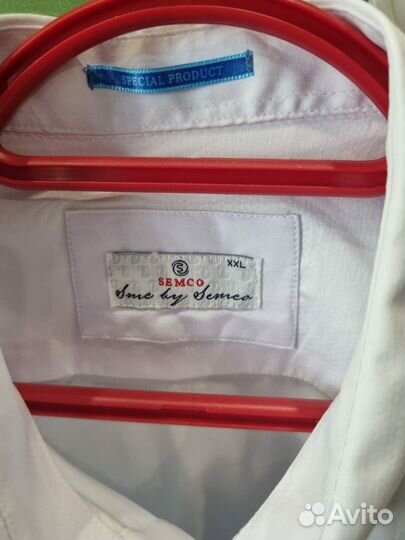 SPECIAL PRODUCT
S
XXL
SEMCO
Smc by Semco
Avito